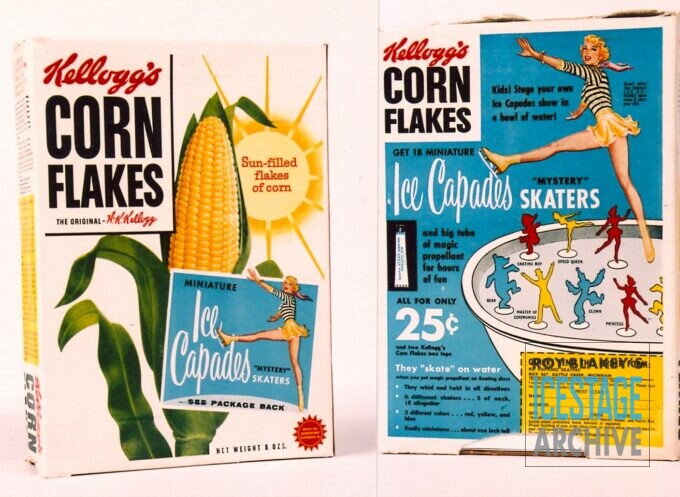 Kellogg's
CORN
FLAKES
THE ORIGINAL - W.K. Kellogg
Sun-filled
flakes
of corn
MINIATURE
Ice
Capades
"MYSTERY"
SKATERS
SEE PACKAGE BACK
NET WEIGHT 8 OZS.
CORN
Kellogg's
CORN
FLAKES
Kids! Stage your own
Ice Capades show in
a bowl of water!
GET 18 MINIATURE
Ice Capades "MYSTERY"
SKATERS
and big tube
of magic
propellant
for hours
of fun
ALL FOR ONLY
25¢
and two Kellogg's
Corn Flakes box tops
They "skate" on water
when you put magic propellant on floating discs!
They whirl and twirl in all directions
6 different skaters . . . 3 of each,
18 altogether
3 different colors . . . red, yellow, and
blue
Really miniatures . . . about one inch tall
SKATING BOY
SPEED QUEEN
BEAR
MASTER OF
CEREMONIES
CLOWN
PRINCESS
ROY BLAKEY'S
ICESTAGE
ARCHIVE